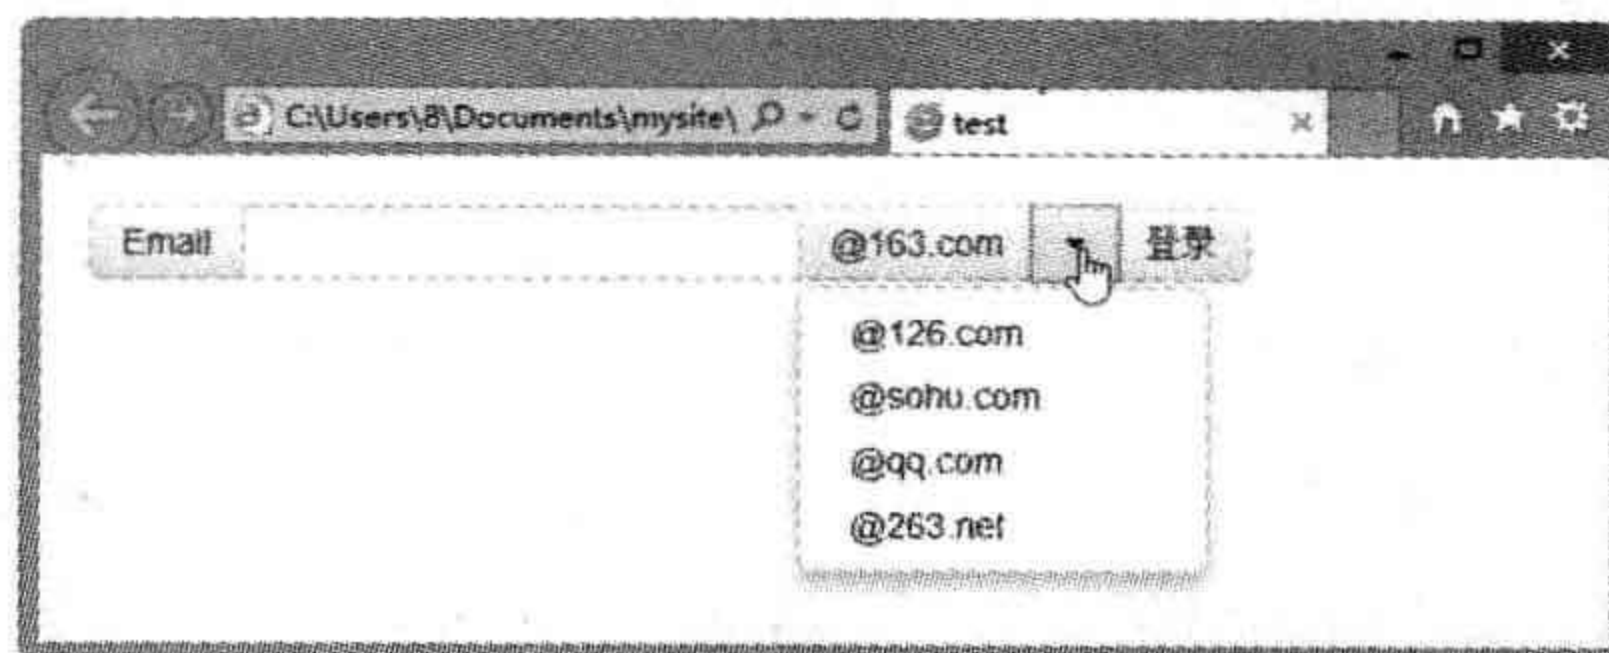 C:\Users\8\Documents\mysite\
test
Email @163.com 登录
@126.com
@sohu.com
@qq.com
@263.net